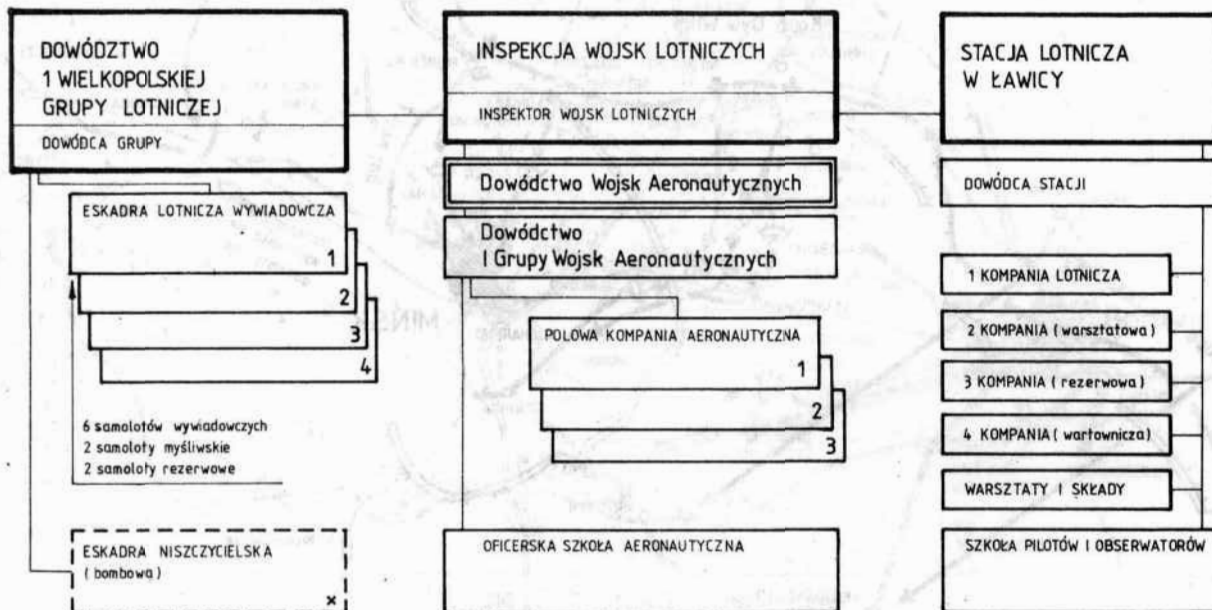 DOWÓDZTWO
1 WIELKOPOLSKIEJ
GRUPY LOTNICZEJ
DOWÓDCA GRUPY
ESKADRA LOTNICZA WYWIADOWCZA
1
2
3
4
6 samolotów wywiadowczych
2 samoloty myśliwskie
2 samoloty rezerwowe
ESKADRA NISZCZYCIELSKA
(bombowa)
x
INSPEKCJA WOJSK LOTNICZYCH
INSPEKTOR WOJSK LOTNICZYCH
Dowództwo Wojsk Aeronautycznych
Dowództwo
I Grupy Wojsk Aeronautycznych
POLOWA KOMPANIA AERONAUTYCZNA
1
2
3
OFICERSKA SZKOŁA AERONAUTYCZNA
STACJA LOTNICZA
W ŁAWICY
DOWÓDCA STACJI
1 KOMPANIA LOTNICZA
2 KOMPANIA (warsztatowa)
3 KOMPANIA (rezerwowa)
4 KOMPANIA (wartownicza)
WARSZTATY I SKŁADY
SZKOŁA PILOTÓW I OBSERWATORÓW
MIŃSK